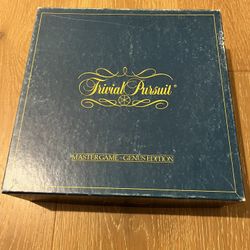 Trivial Pursuit®
MASTER GAME - GENUS EDITION